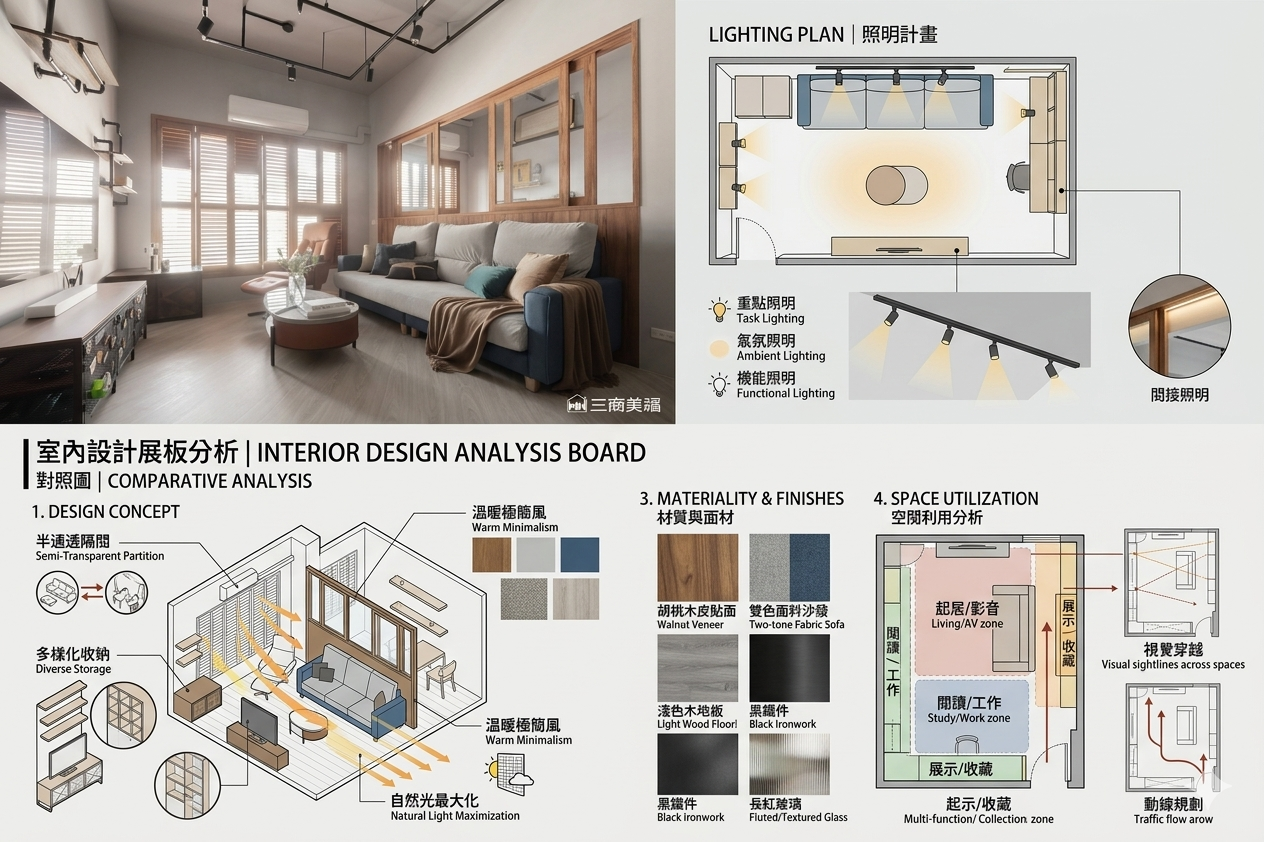 三商美福
LIGHTING PLAN | 照明計畫
重點照明
Task Lighting
氛氛照明
Ambient Lighting
機能照明
Functional Lighting
間接照明
室內設計展板分析 | INTERIOR DESIGN ANALYSIS BOARD
對照圖 | COMPARATIVE ANALYSIS
1. DESIGN CONCEPT
半通透隔間
Semi-Transparent Partition
多樣化收納
Diverse Storage
溫暖極簡風
Warm Minimalism
溫暖極簡風
Warm Minimalism
自然光最大化
Natural Light Maximization
3. MATERIALITY & FINISHES
材質與面材
胡桃木皮貼面
Walnut Veneer
雙色面料沙發
Two-tone Fabric Sofa
淺色木地板
Light Wood Floorl
黑鐵件
Black Ironwork
黑鐵件
Black ironwork
長紅玻璃
Fluted/Textured Glass
4. SPACE UTILIZATION
空間利用分析
起居/影音
Living/AV zone
展示/收藏
閱讀/工作
閱讀/工作
Study/Work zone
展示/收藏
起示/收藏
Multi-function/ Collection zone
視覺穿越
Visual sightlines across spaces
動線規劃
Traffic flow arow